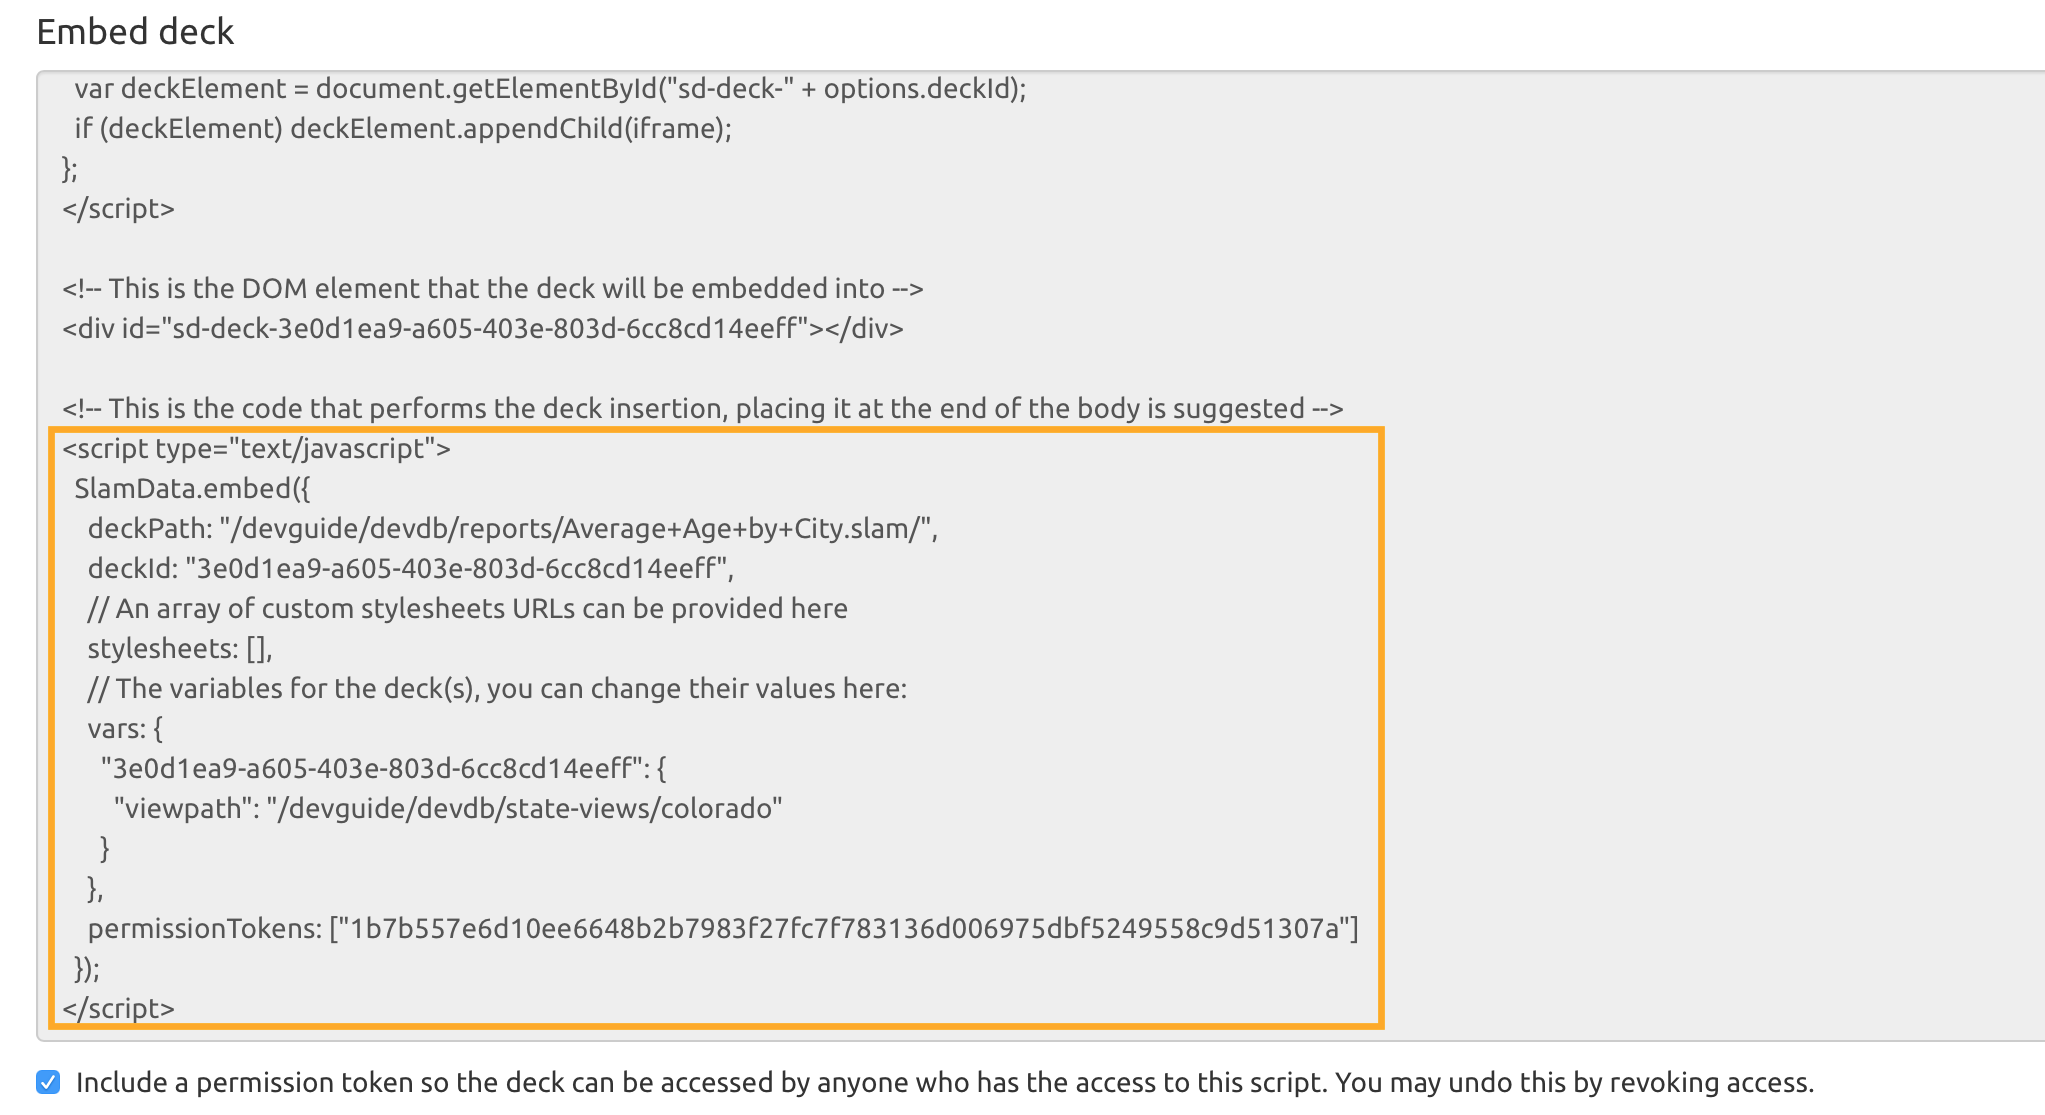 Embed deck
var deckElement = document.getElementById("sd-deck-" + options.deckId);
if (deckElement) deckElement.appendChild(iframe);
};
</script>
<!-- This is the DOM element that the deck will be embedded into -->
<div id="sd-deck-3e0d1ea9-a605-403e-803d-6cc8cd14eeff"></div>
<!-- This is the code that performs the deck insertion, placing it at the end of the body is suggested -->
<script type="text/javascript">
SlamData.embed({
deckPath: "/devguide/devdb/reports/Average+Age+by+City.slam/",
deckId: "3e0d1ea9-a605-403e-803d-6cc8cd14eeff",
// An array of custom stylesheets URLs can be provided here
stylesheets: [],
// The variables for the deck(s), you can change their values here:
vars: {
"3e0d1ea9-a605-403e-803d-6cc8cd14eeff": {
"viewpath": "/devguide/devdb/state-views/colorado"
}
},
permissionTokens: ["1b7b557e6d10ee6648b2b7983f27fc7f783136d006975dbf5249558c9d51307a"]
});
</script>
Include a permission token so the deck can be accessed by anyone who has the access to this script. You may undo this by revoking access.